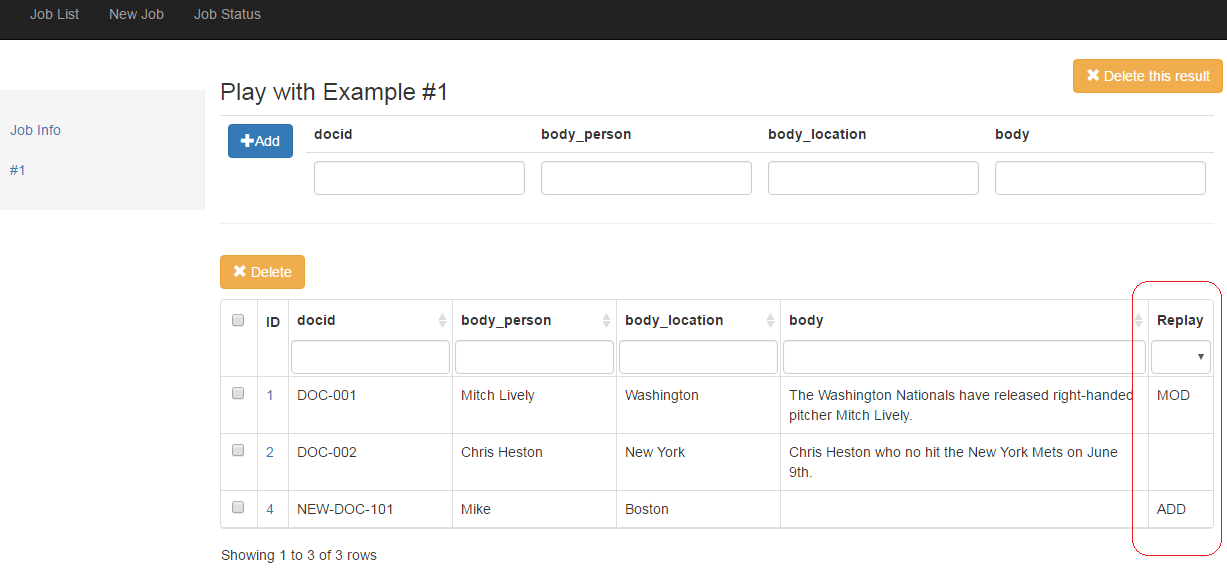 Job List New Job Job Status
Delete this result
Play with Example #1
Job Info
#1
Add docid body_person body_location body
Delete
ID docid body_person body_location body Replay
1 DOC-001 Mitch Lively Washington The Washington Nationals have released right-handed MOD
pitcher Mitch Lively.
2 DOC-002 Chris Heston New York Chris Heston who no hit the New York Mets on June
9th.
4 NEW-DOC-101 Mike Boston ADD
Showing 1 to 3 of 3 rows